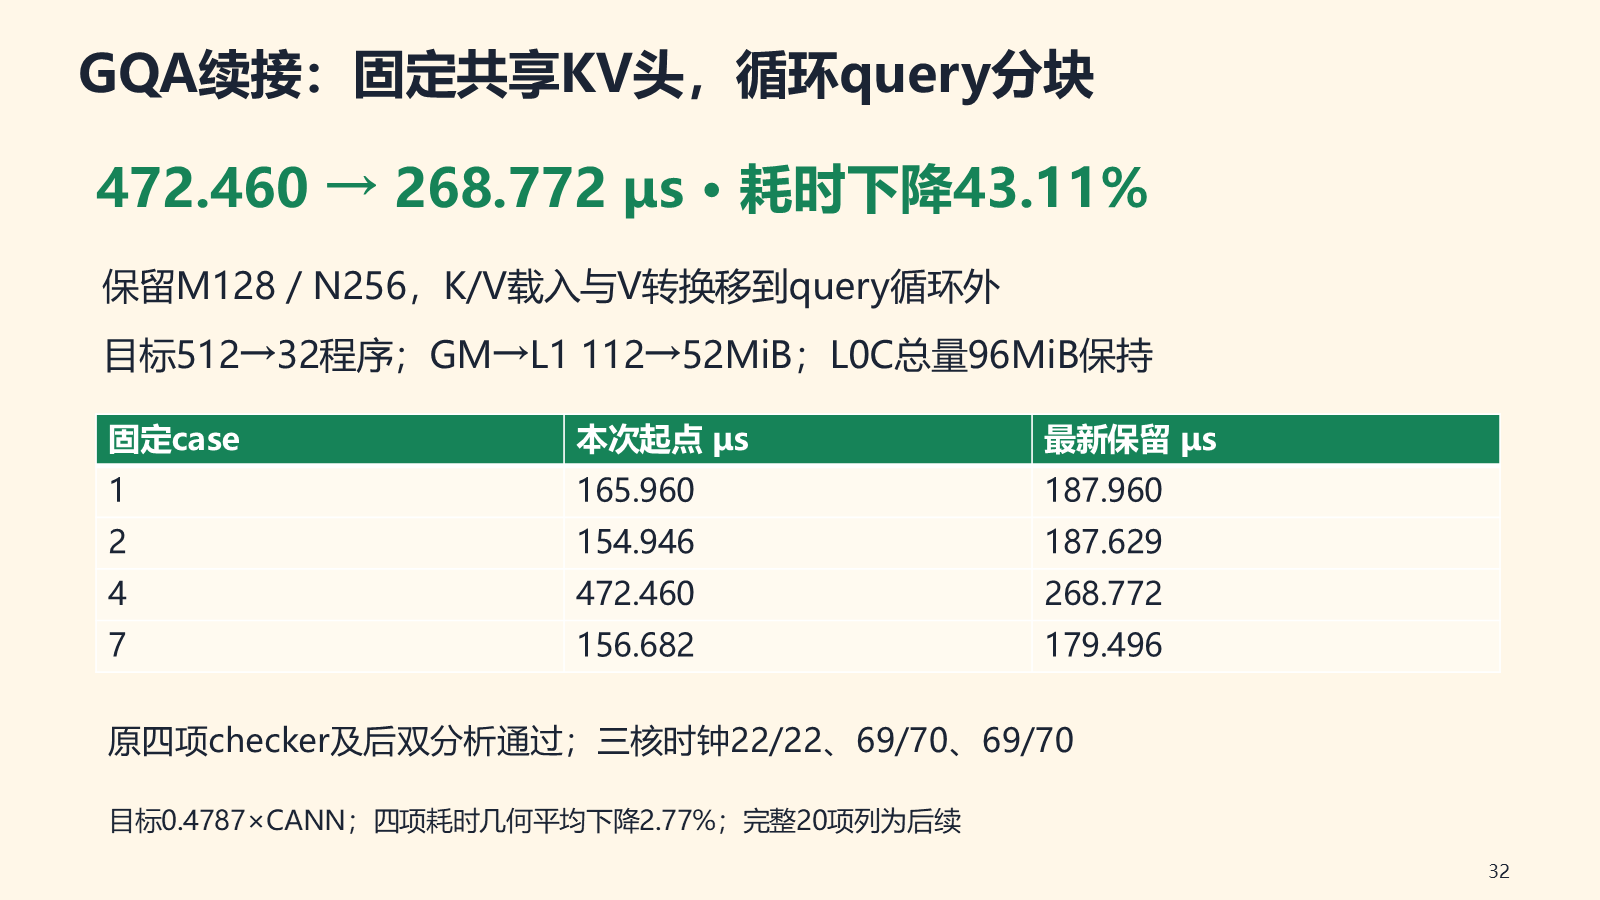 GQA续接：固定共享KV头，循环query分块
472.460 → 268.772 μs · 耗时下降43.11%
保留M128 / N256，K/V载入与V转换移到query循环外
目标512→32程序；GM→L1 112→52MiB；L0C总量96MiB保持
固定case 本次起点 μs 最新保留 μs
1 165.960 187.960
2 154.946 187.629
4 472.460 268.772
7 156.682 179.496
原四项checker及后双分析通过；三核时钟22/22、69/70、69/70
目标0.4787×CANN；四项耗时几何平均下降2.77%；完整20项列为后续
32